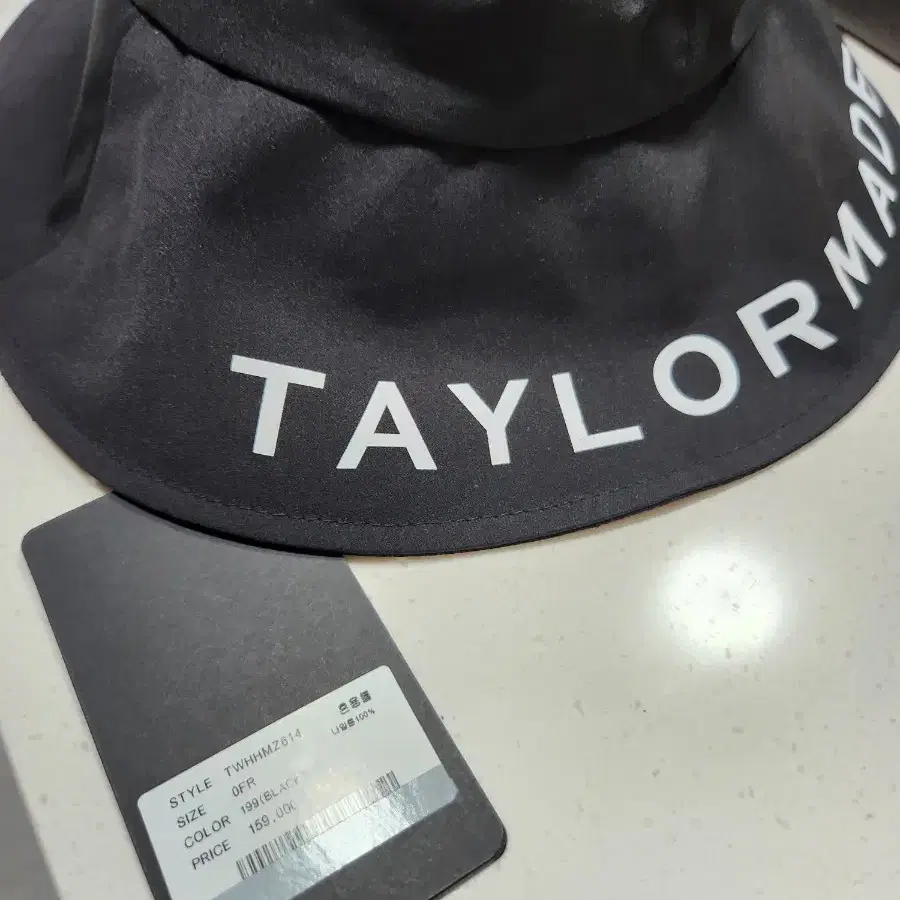 TAYLORMADE
혼용률
나일론100%
STYLE TWHHMZ614
SIZE 0FR
COLOR 199(BLACK
PRICE 159,000